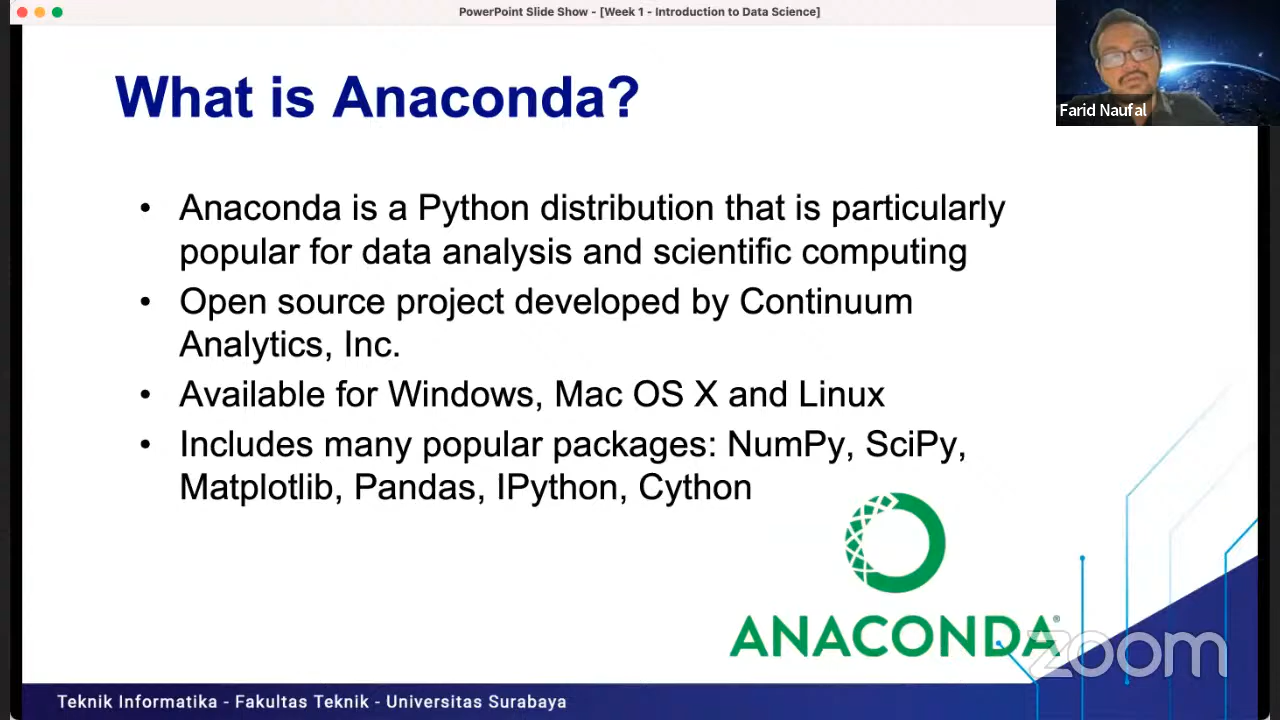 PowerPoint Slide Show - [Week 1 - Introduction to Data Science]
Farid Naufal
What is Anaconda?
• Anaconda is a Python distribution that is particularly
popular for data analysis and scientific computing
• Open source project developed by Continuum
Analytics, Inc.
• Available for Windows, Mac OS X and Linux
• Includes many popular packages: NumPy, SciPy,
Matplotlib, Pandas, IPython, Cython
ANACONDA®
zoom
Teknik Informatika - Fakultas Teknik - Universitas Surabaya